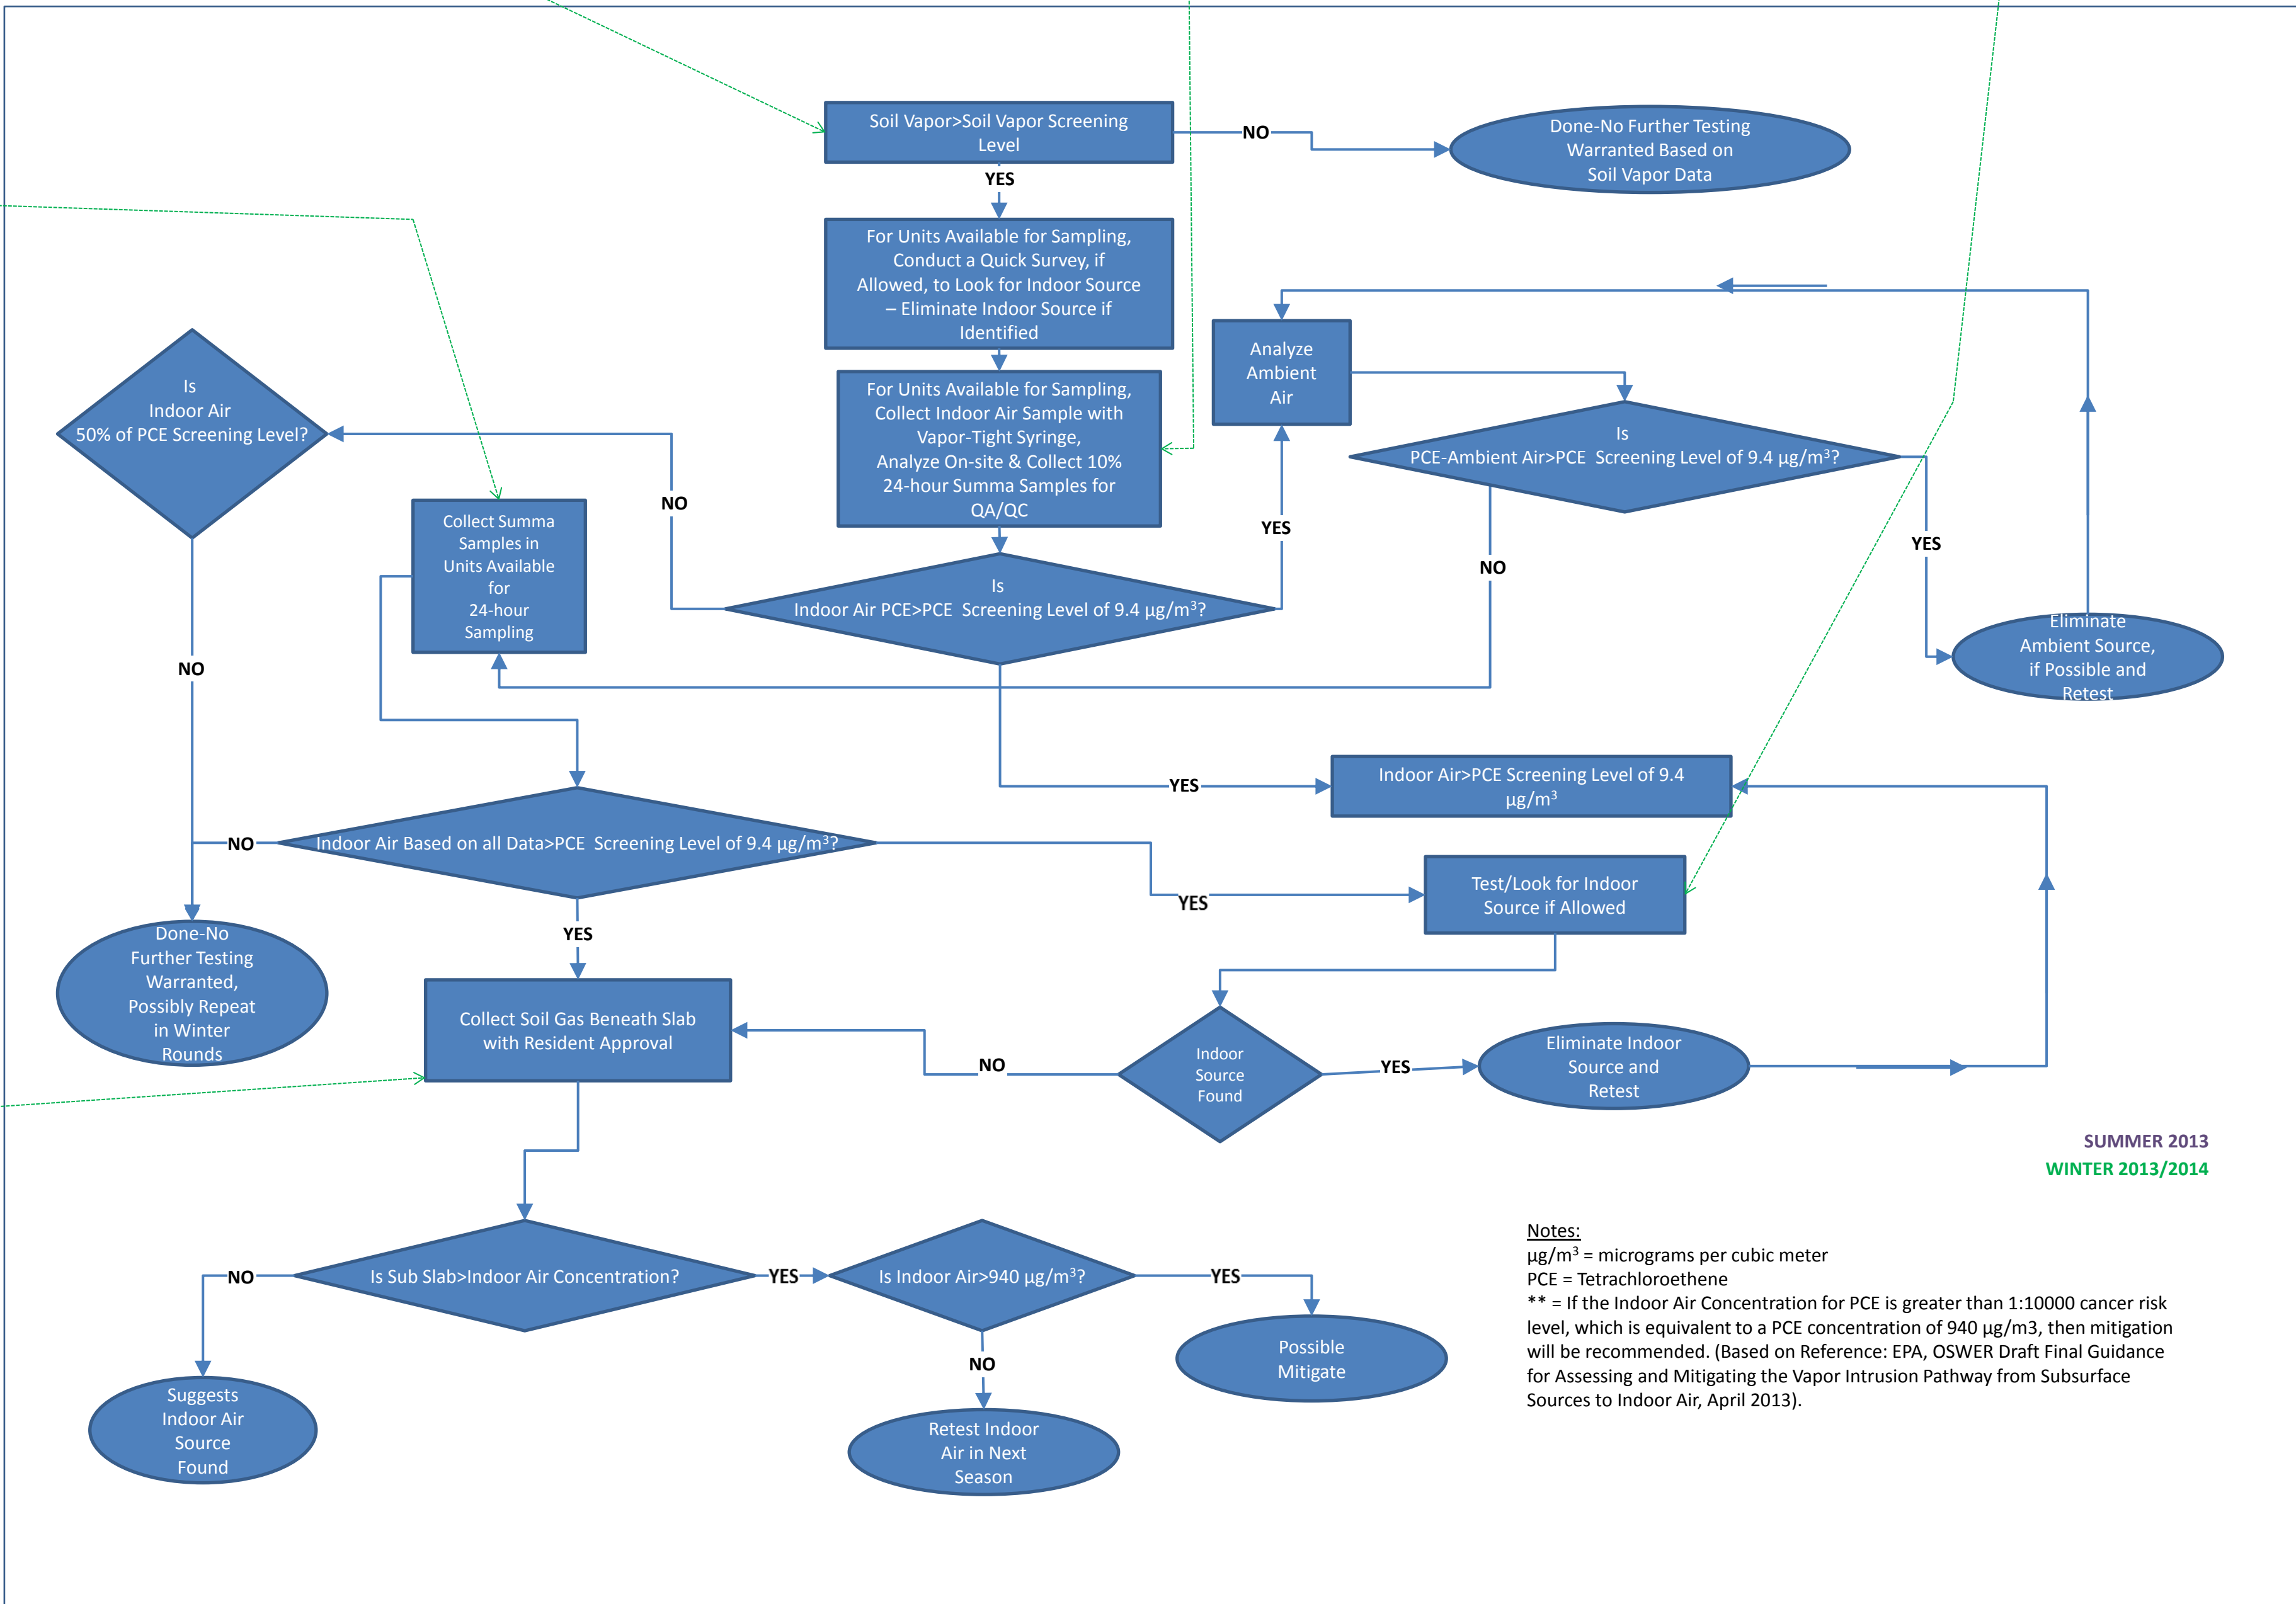 Soil Vapor>Soil Vapor Screening
Level
NO
Done-No Further Testing
Warranted Based on
Soil Vapor Data
YES
For Units Available for Sampling,
Conduct a Quick Survey, if
Allowed, to Look for Indoor Source
– Eliminate Indoor Source if
Identified
Analyze
Ambient
Air
Is
Indoor Air
50% of PCE Screening Level?
For Units Available for Sampling,
Collect Indoor Air Sample with
Vapor-Tight Syringe,
Analyze On-site & Collect 10%
24-hour Summa Samples for
QA/QC
Is
PCE-Ambient Air>PCE  Screening Level of 9.4 µg/m³?
NO
YES
NO
YES
Collect Summa
Samples in
Units Available
for
24-hour
Sampling
Is
Indoor Air PCE>PCE  Screening Level of 9.4 µg/m³?
Eliminate
Ambient Source,
if Possible and
Retest
NO
YES
Indoor Air>PCE Screening Level of 9.4
µg/m³
NO
Indoor Air Based on all Data>PCE  Screening Level of 9.4 µg/m³?
YES
Test/Look for Indoor
Source if Allowed
YES
Done-No
Further Testing
Warranted,
Possibly Repeat
in Winter
Rounds
Collect Soil Gas Beneath Slab
with Resident Approval
NO
Indoor
Source
Found
YES
Eliminate Indoor
Source and
Retest
SUMMER 2013
WINTER 2013/2014
NO
Is Sub Slab>Indoor Air Concentration?
YES
Is Indoor Air>940 µg/m³?
YES
Possible
Mitigate
NO
Suggests
Indoor Air
Source
Found
Retest Indoor
Air in Next
Season
Notes:
µg/m³ = micrograms per cubic meter
PCE = Tetrachloroethene
** = If the Indoor Air Concentration for PCE is greater than 1:10000 cancer risk
level, which is equivalent to a PCE concentration of 940 µg/m3, then mitigation
will be recommended. (Based on Reference: EPA, OSWER Draft Final Guidance
for Assessing and Mitigating the Vapor Intrusion Pathway from Subsurface
Sources to Indoor Air, April 2013).